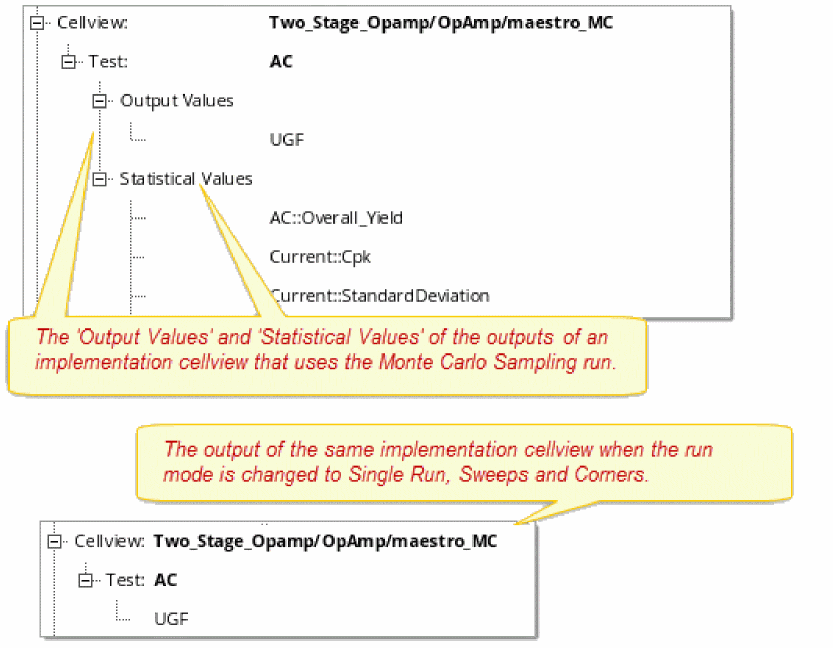 Cellview: Two_Stage_Opamp/OpAmp/maestro_MC
Test: AC
Output Values
UGF
Statistical Values
AC::Overall_Yield
Current::Cpk
Current::StandardDeviation
The 'Output Values' and 'Statistical Values' of the outputs of an
implementation cellview that uses the Monte Carlo Sampling run.
The output of the same implementation cellview when the run
mode is changed to Single Run, Sweeps and Corners.
Cellview: Two_Stage_Opamp/OpAmp/maestro_MC
Test: AC
UGF